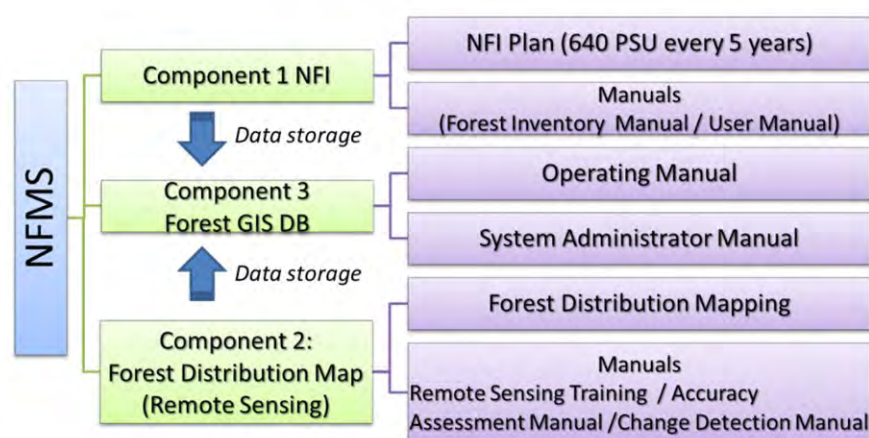 NFMS
Component 1 NFI
Data storage
Component 3
Forest GIS DB
Data storage
Component 2:
Forest Distribution Map
(Remote Sensing)
NFI Plan (640 PSU every 5 years)
Manuals
(Forest Inventory Manual / User Manual)
Operating Manual
System Administrator Manual
Forest Distribution Mapping
Manuals
Remote Sensing Training / Accuracy
Assessment Manual /Change Detection Manual